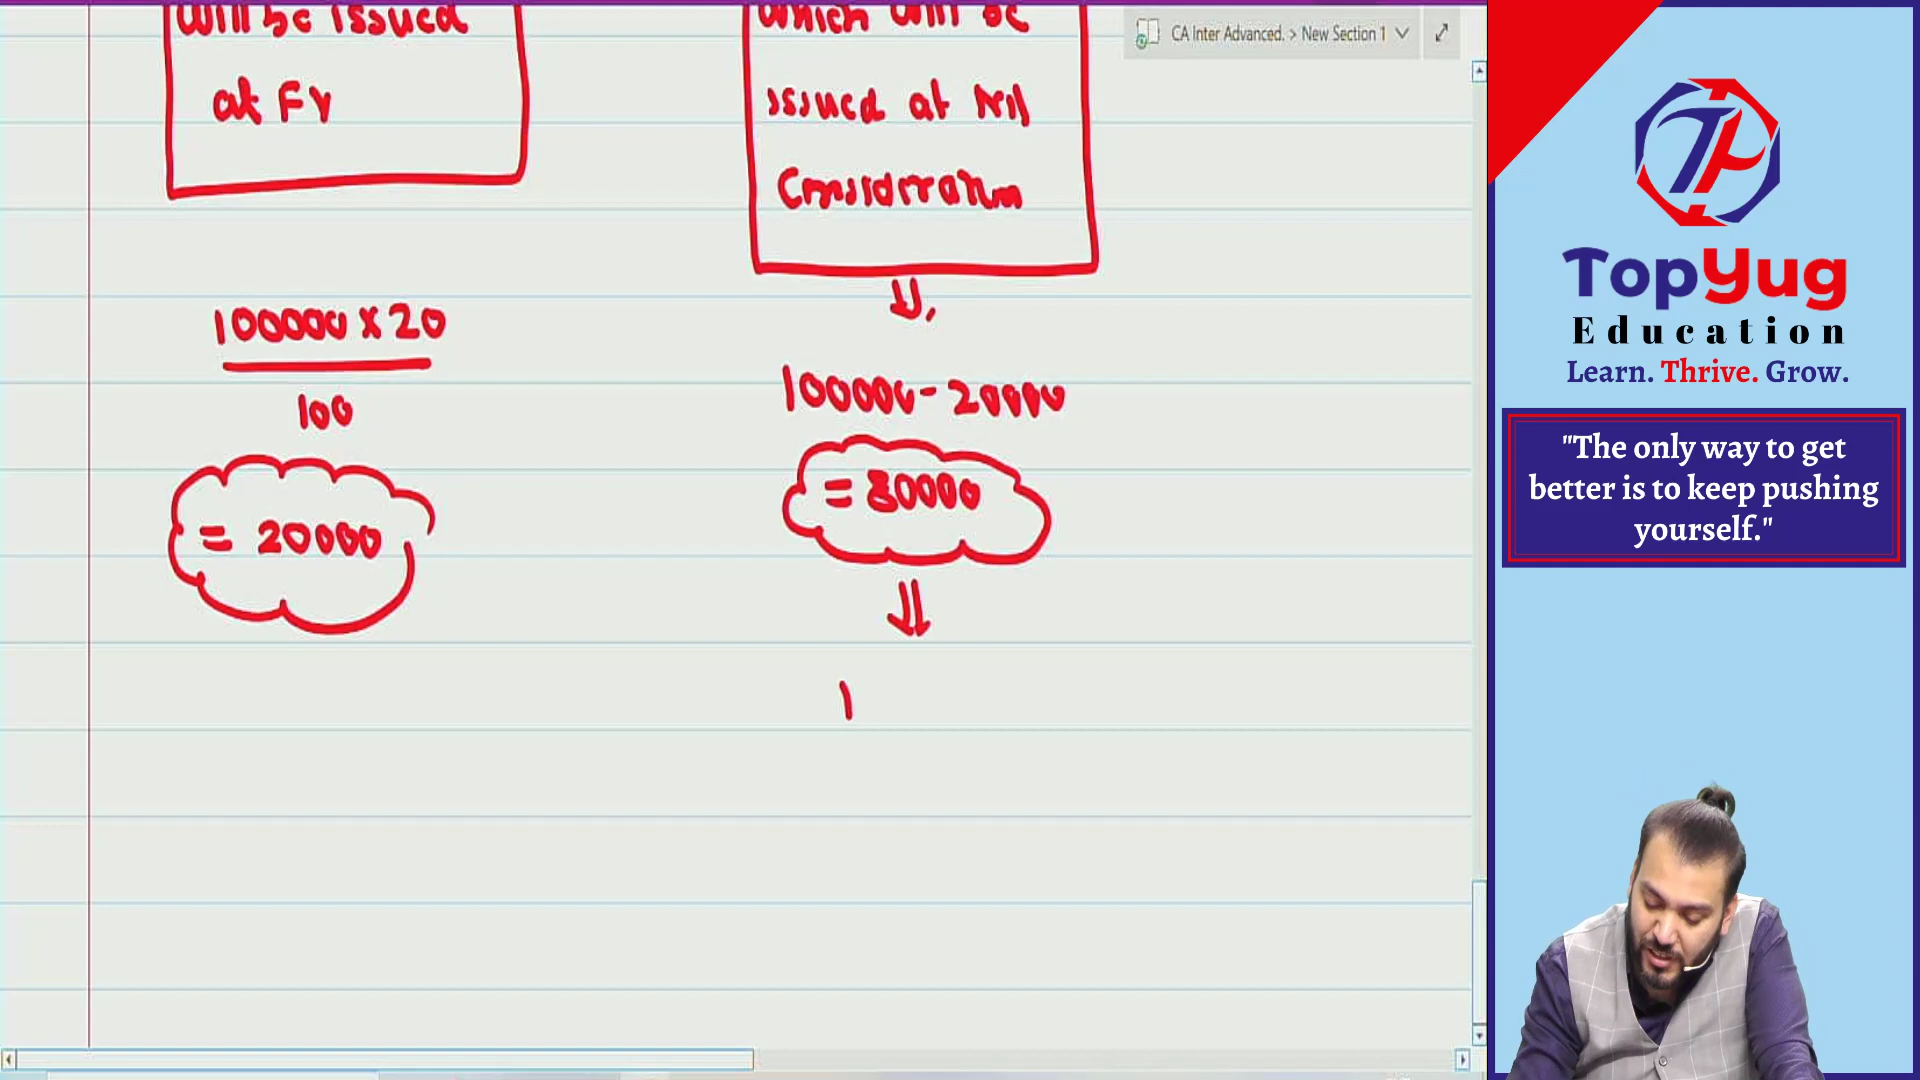 will be issued
at FV
which will be
issued at Nil
Consideration
100000 x 20
100
= 20000
100000 - 20000
= 80000
1
CA Inter Advanced. > New Section 1
TopYug
Education
Learn. Thrive. Grow.
"The only way to get
better is to keep pushing
yourself."